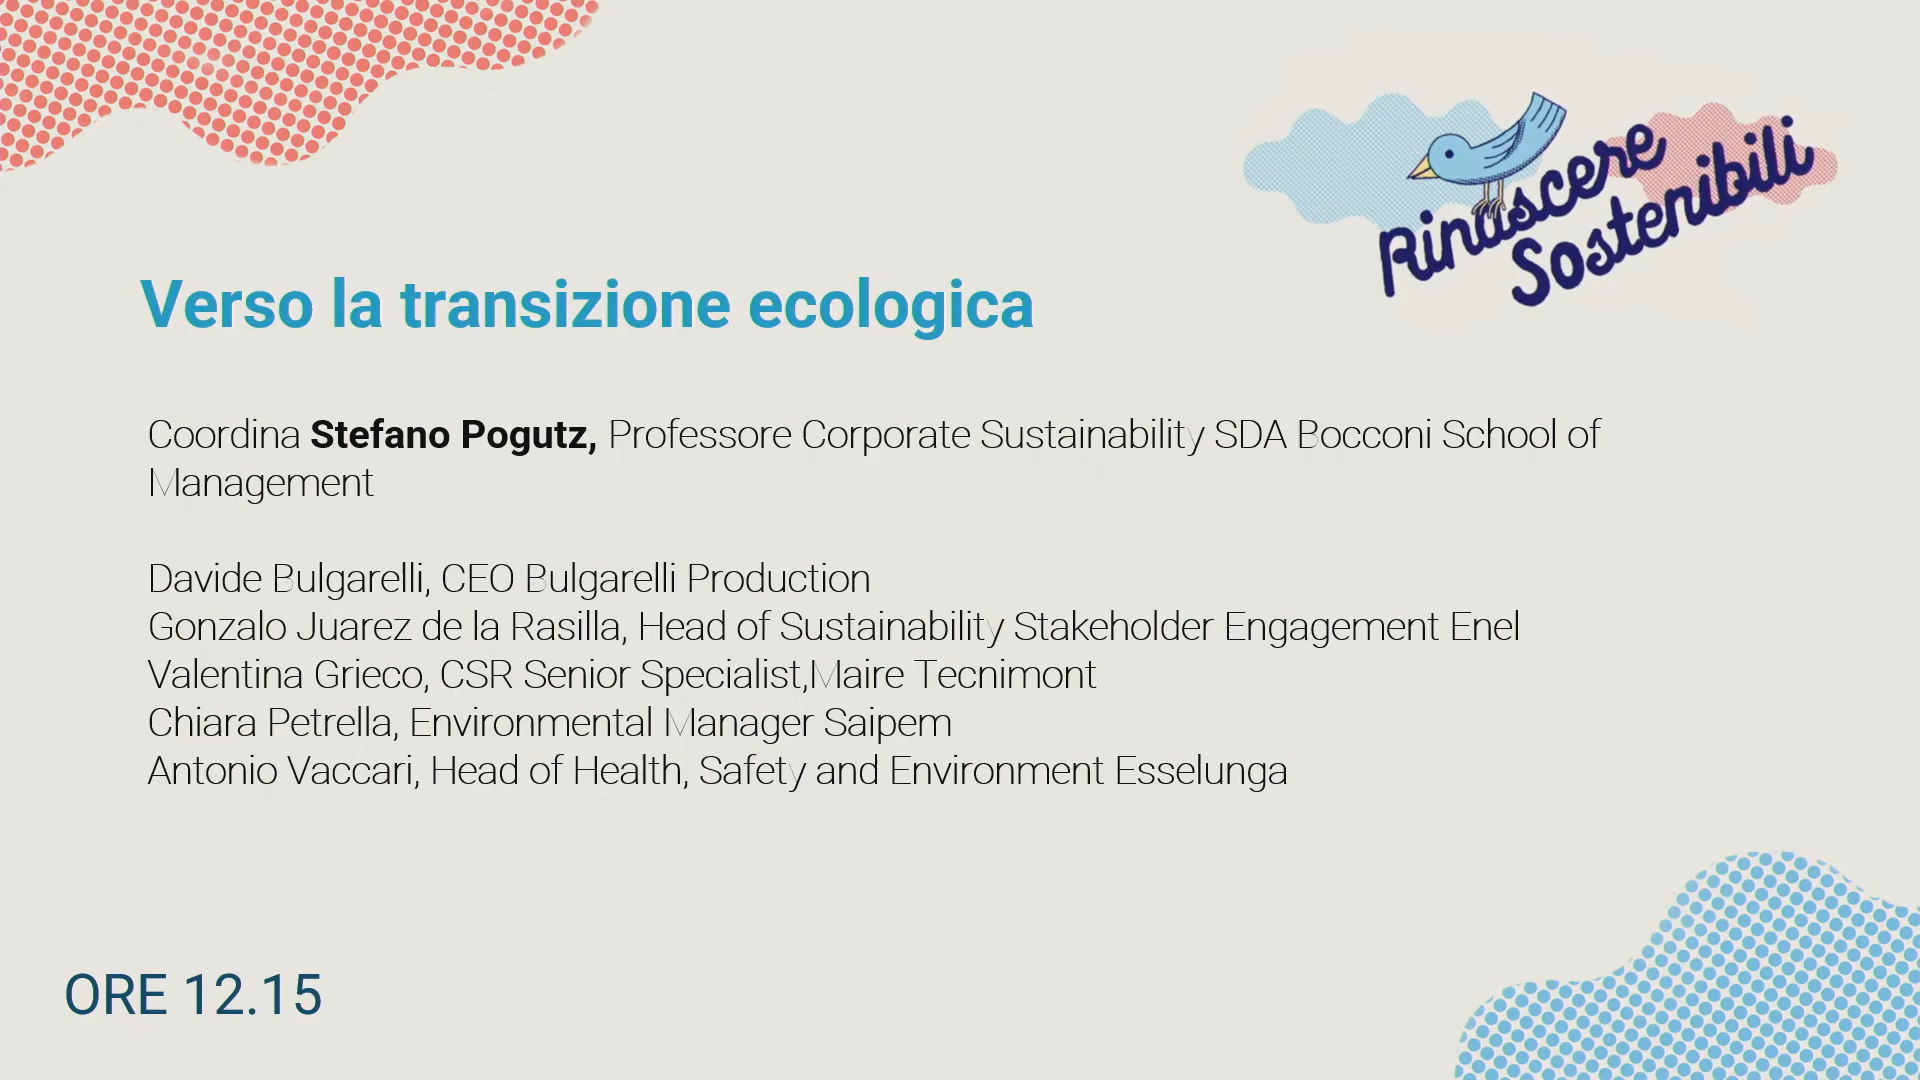 Rinascere
Sostenibili
Verso la transizione ecologica
Coordina Stefano Pogutz, Professore Corporate Sustainability SDA Bocconi School of
Management
Davide Bulgarelli, CEO Bulgarelli Production
Gonzalo Juarez de la Rasilla, Head of Sustainability Stakeholder Engagement Enel
Valentina Grieco, CSR Senior Specialist,Maire Tecnimont
Chiara Petrella, Environmental Manager Saipem
Antonio Vaccari, Head of Health, Safety and Environment Esselunga
ORE 12.15